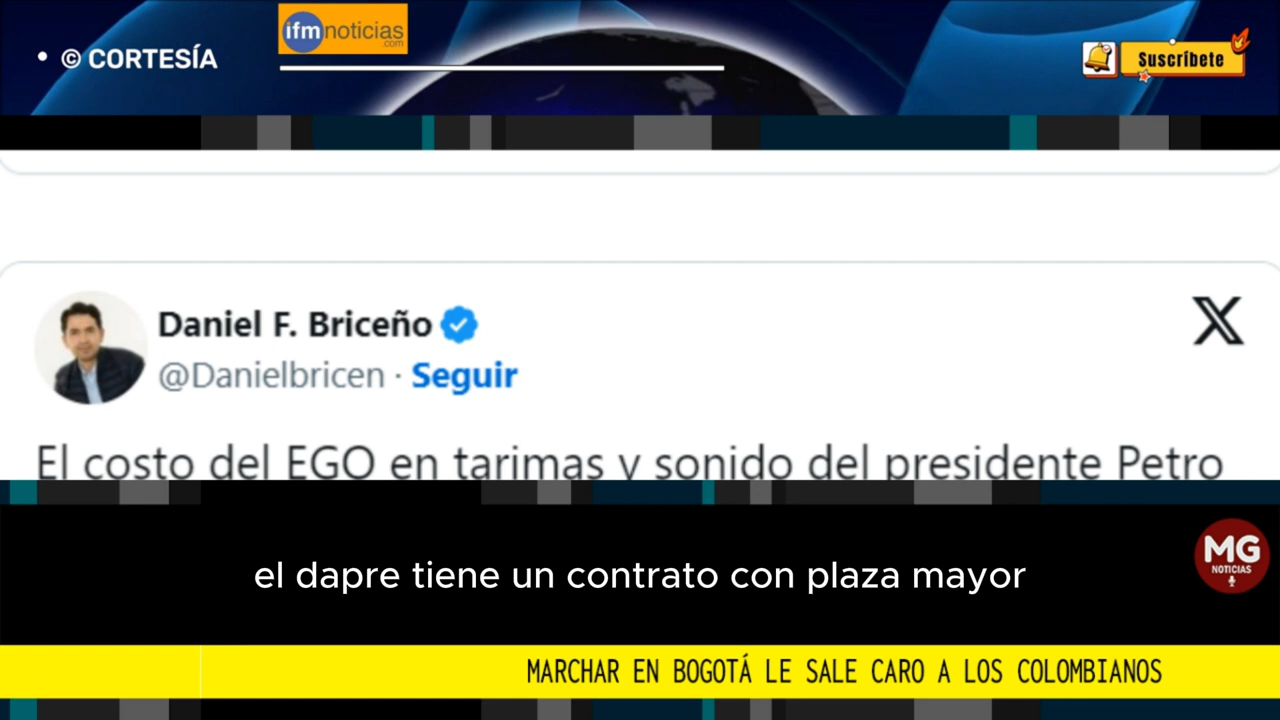 • © CORTESÍA
ifmnoticias
.com
Suscríbete
Daniel F. Briceño
@Danielbricen · Seguir
X
El costo del EGO en tarimas y sonido del presidente Petro
el dapre tiene un contrato con plaza mayor
MG
NOTICIAS
MARCHAR EN BOGOTÁ LE SALE CARO A LOS COLOMBIANOS